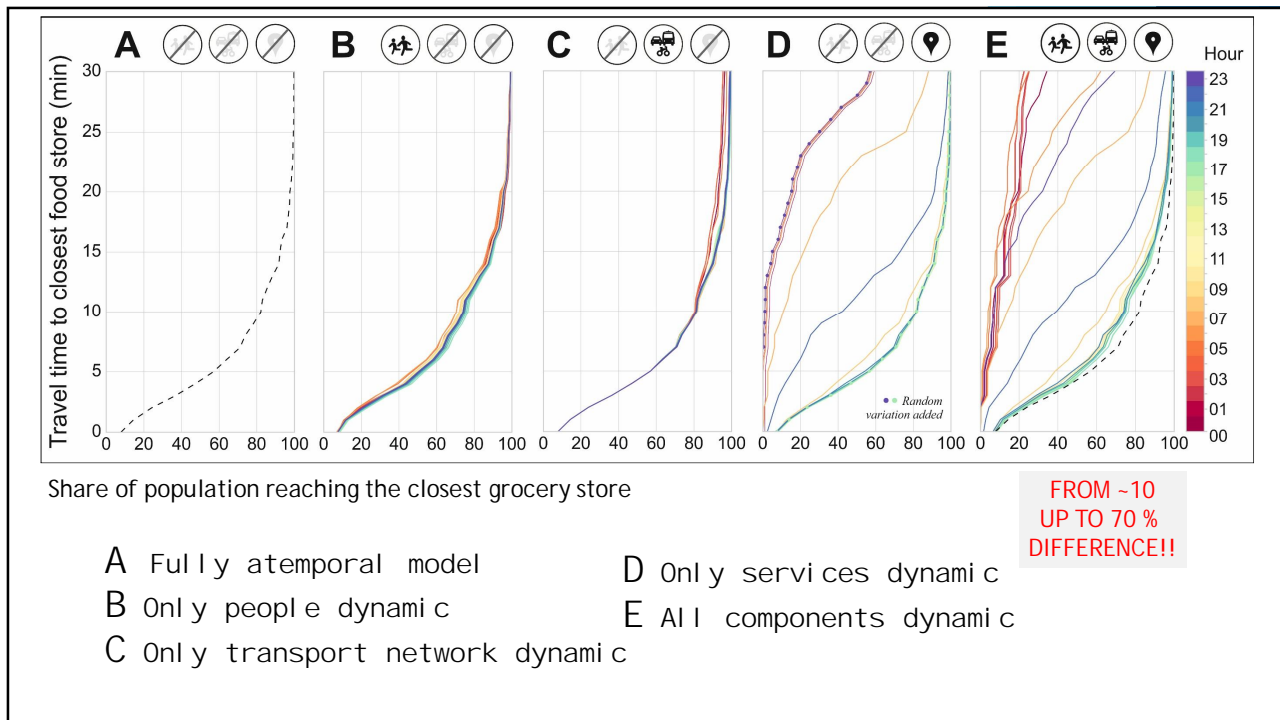 A B C D E
Hour
Travel time to closest food store (min)
30
25
20
15
10
5
0
0 20 40 60 80 100
0 20 40 60 80 100
0 20 40 60 80 100
0 20 40 60 80 100
0 20 40 60 80 100
Random
variation added
23
21
19
17
15
13
11
09
07
05
03
01
00
Share of population reaching the closest grocery store
FROM ~10
UP TO 70 %
DIFFERENCE!!
A Fully atemporal model
B Only people dynamic
C Only transport network dynamic
D Only services dynamic
E All components dynamic